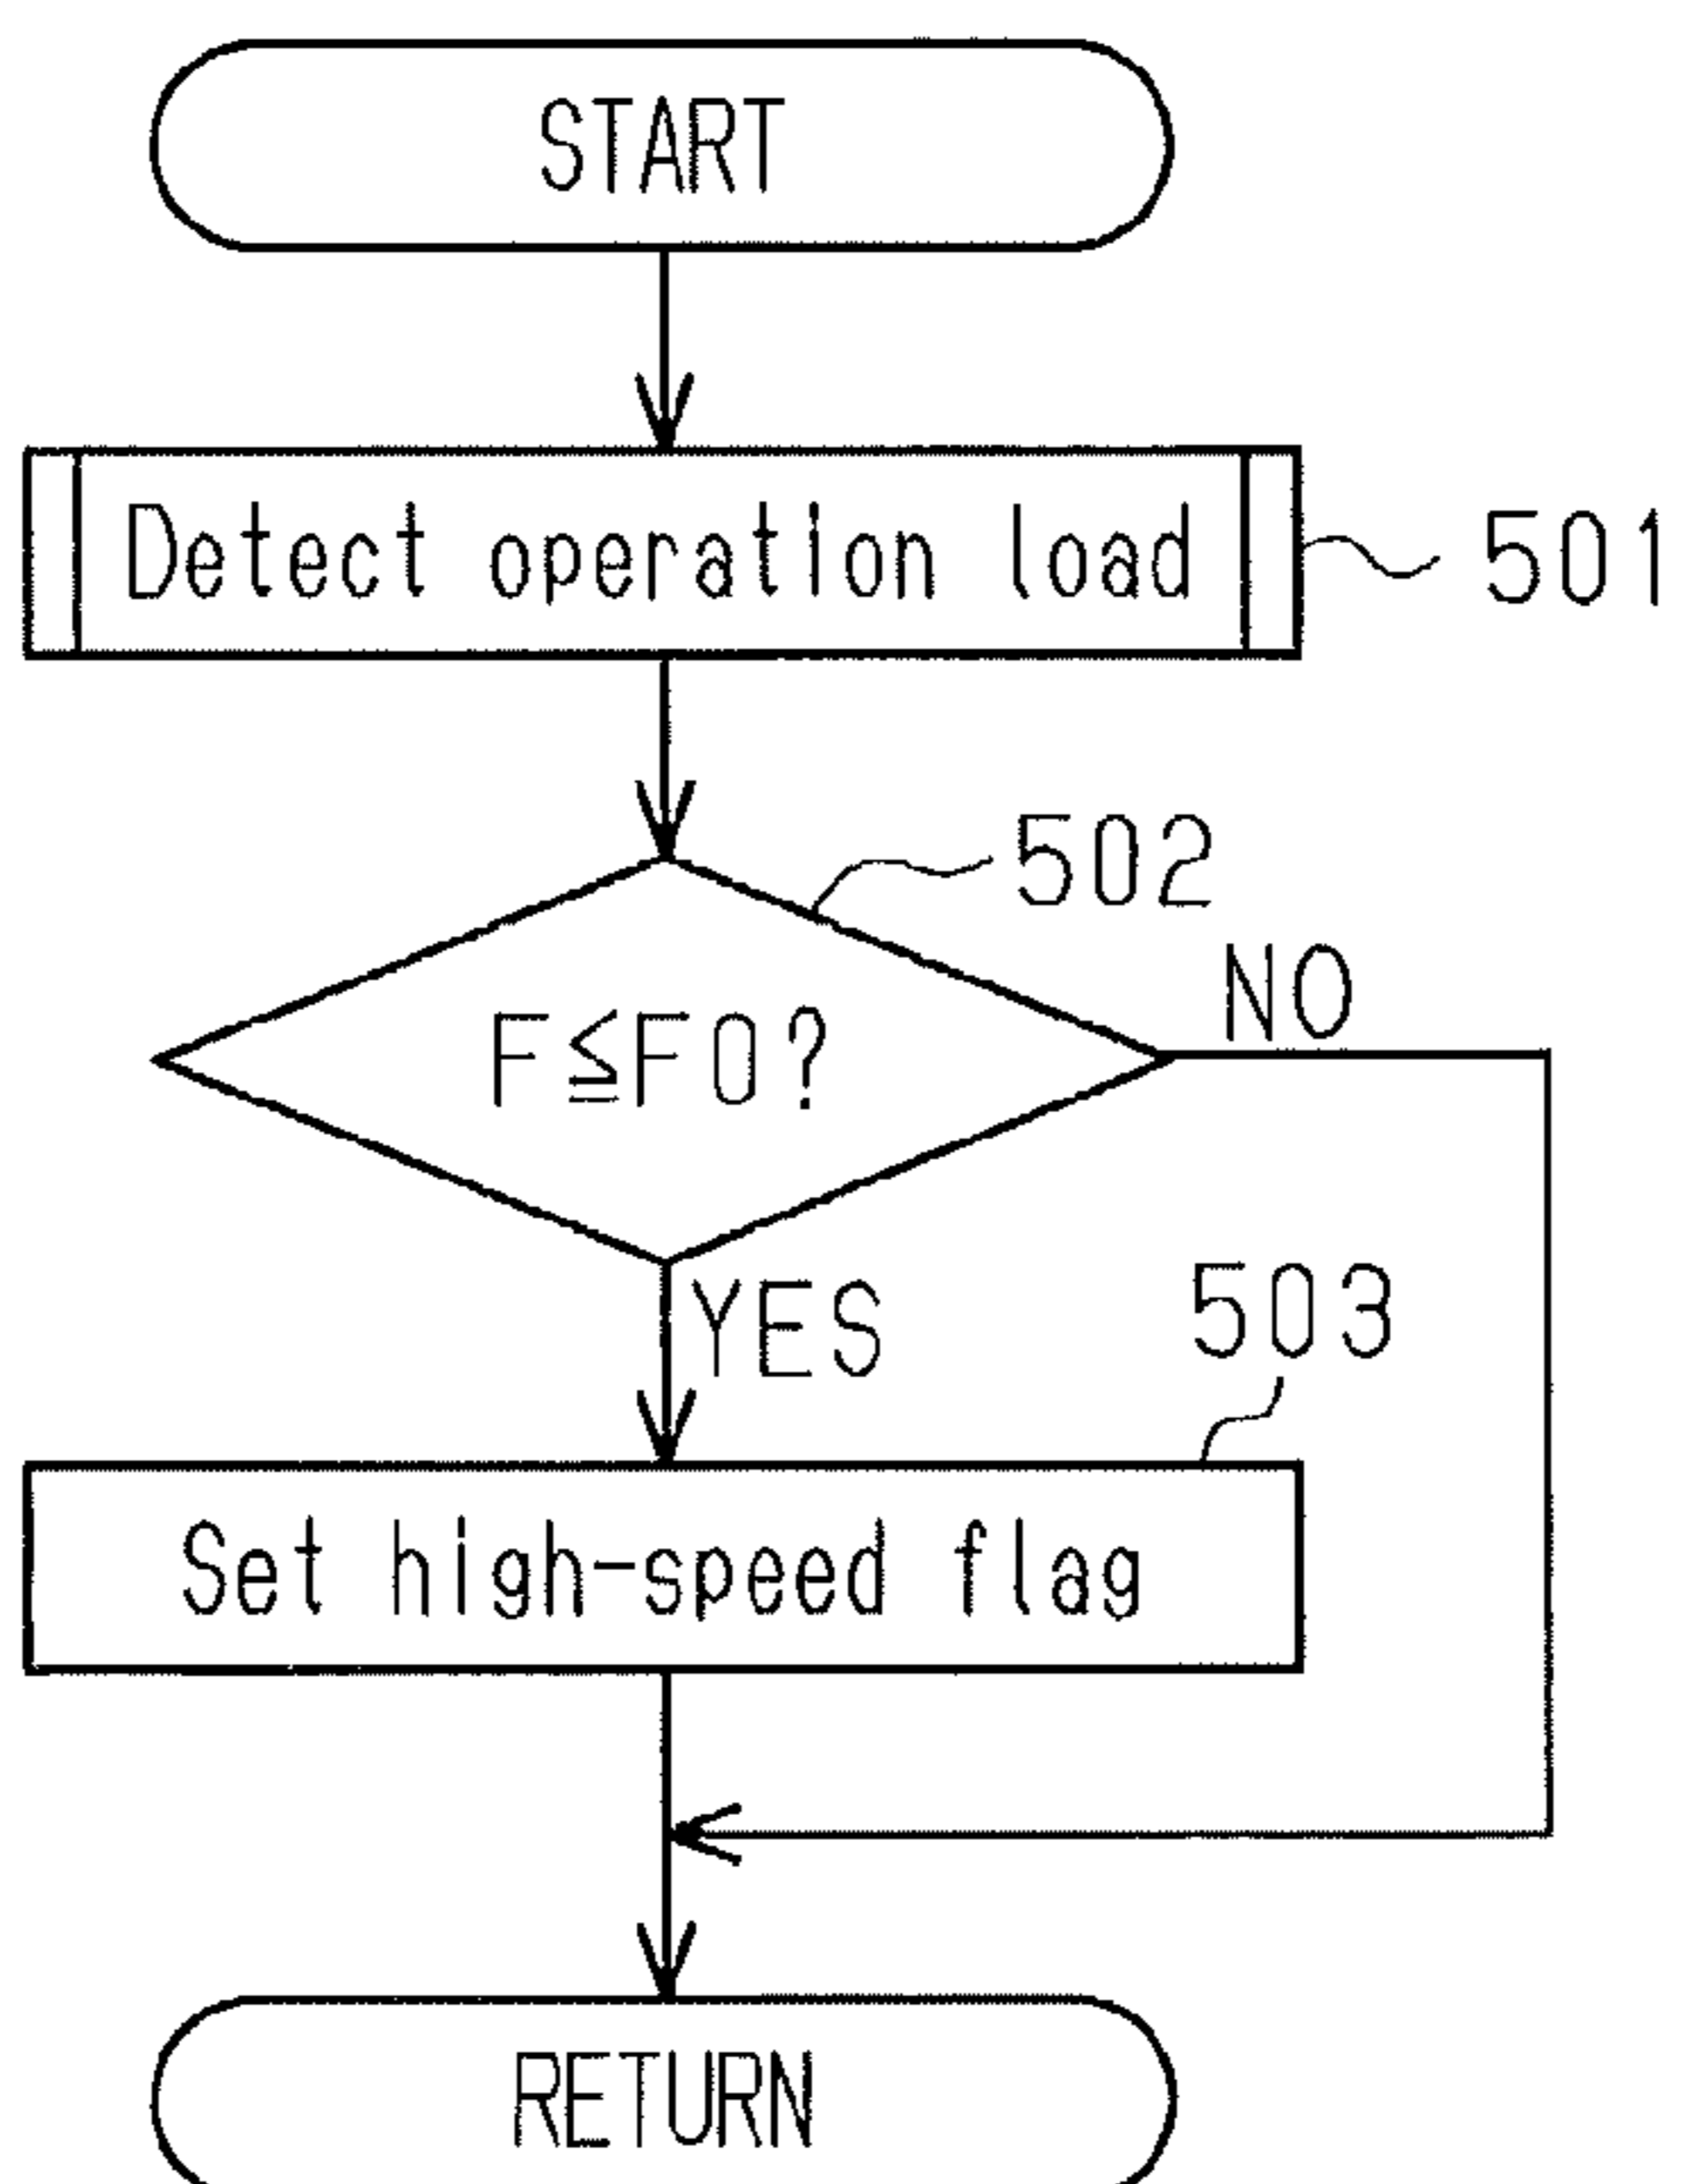 START
Detect operation load
501
502
NO
F≦F0?
YES
503
Set high-speed flag
RETURN